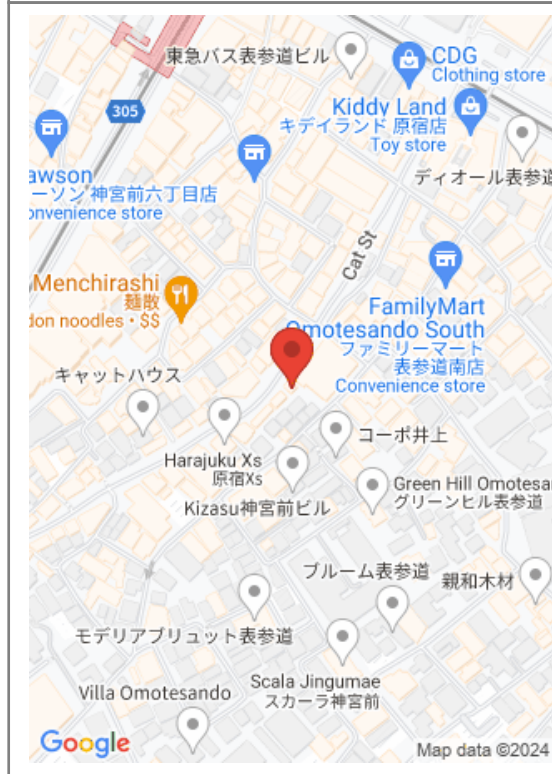 東急バス表参道ビル
CDG
Clothing store
305
Kiddy Land
キデイランド 原宿店
Toy store
awson
ーソン 神宮前六丁目店
onvenience store
ディオール表参道
Cat St
Menchirashi
麺散
don noodles・$$
FamilyMart
Omotesando South
ファミリーマート
表参道南店
Convenience store
キャットハウス
コーポ井上
Harajuku Xs
原宿Xs
Kizasu神宮前ビル
Green Hill Omotesan
グリーンヒル表参道
ブルーム表参道
親和木材
モデリアブリュット表参道
Scala Jingumae
スカーラ神宮前
Villa Omotesando
Google
Map data ©2024